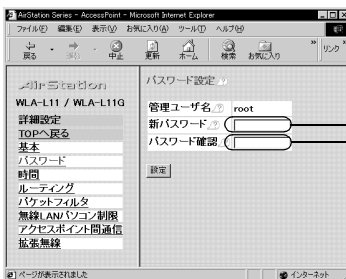 AirStation Series - AccessPoint - Microsoft Internet Explorer
ファイル(F) 編集(E) 表示(V) お気に入り(A) ツール(T) ヘルプ(H)
戻る 進む 中止 更新 ホーム 検索 お気に入り » リンク »
AirStation
WLA-L11 / WLA-L11G
詳細設定
TOPへ戻る
基本
パスワード
時間
ルーティング
パケットフィルタ
無線LANパソコン制限
アクセスポイント間通信
拡張無線
パスワード設定 ?
管理ユーザ名 ? root
新パスワード ?
パスワード確認 ?
設定
ページが表示されました
インターネット